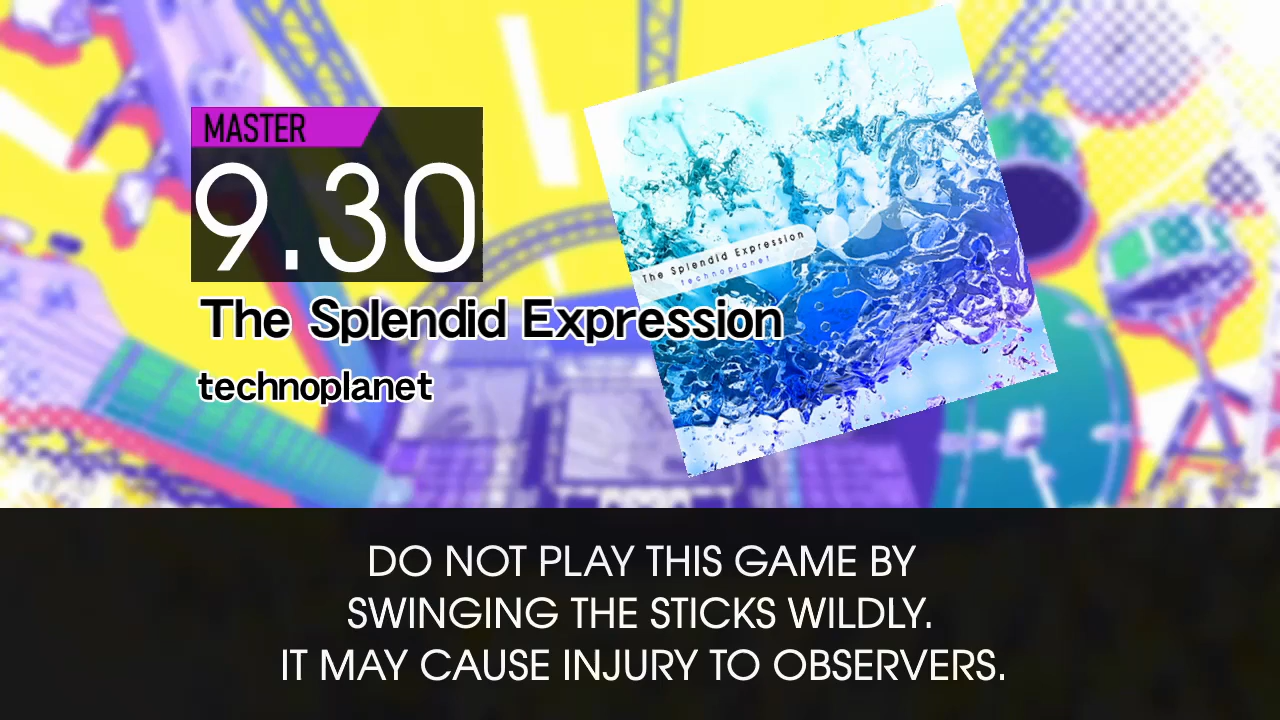 MASTER
9.30
The Splendid Expression
technoplanet
The Splendid Expression
technoplanet
DO NOT PLAY THIS GAME BY
SWINGING THE STICKS WILDLY.
IT MAY CAUSE INJURY TO OBSERVERS.